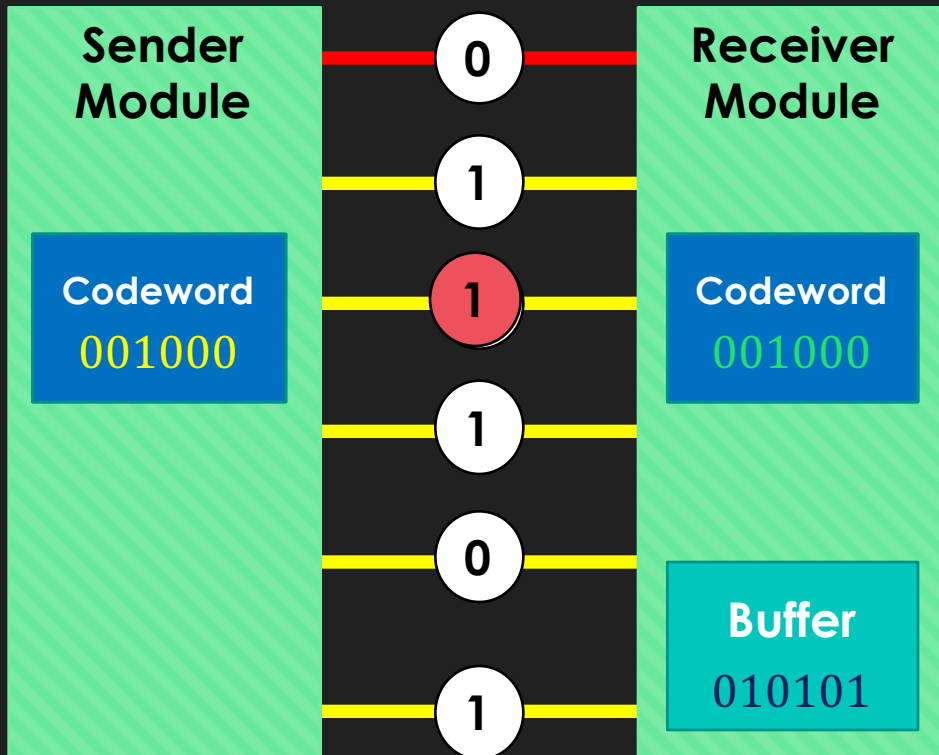 Sender
Module
Codeword
001000
0
1
1
1
0
1
Receiver
Module
Codeword
001000
Buffer
010101